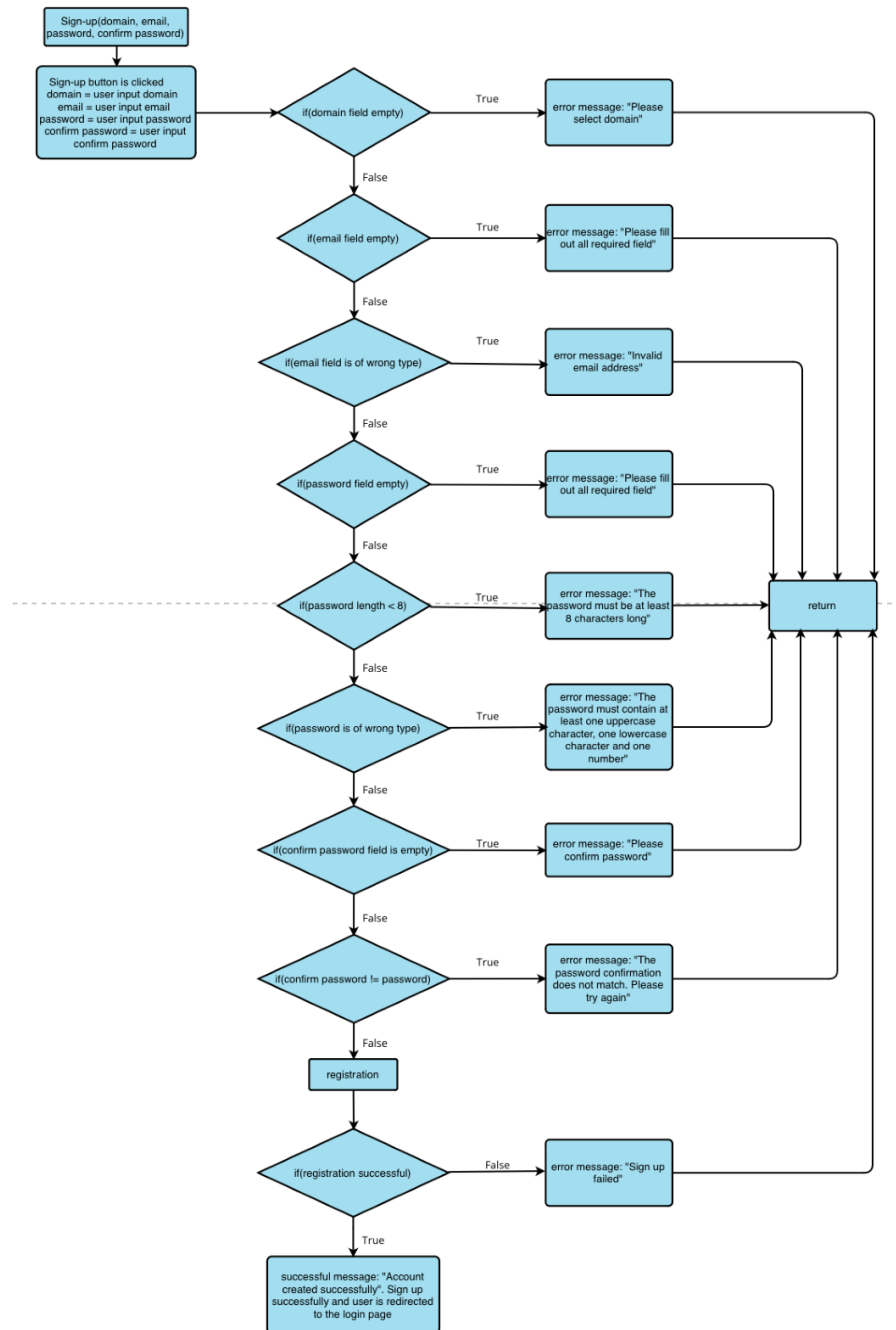 Sign-up(domain, email,
password, confirm password)
Sign-up button is clicked
domain = user input domain
email = user input email
password = user input password
confirm password = user input
confirm password
if(domain field empty)
True
error message: "Please
select domain"
False
if(email field empty)
True
error message: "Please fill
out all required field"
False
if(email field is of wrong type)
True
error message: "Invalid
email address"
False
if(password field empty)
True
error message: "Please fill
out all required field"
False
if(password length < 8)
True
error message: "The
password must be at least
8 characters long"
return
False
if(password is of wrong type)
True
error message: "The
password must contain at
least one uppercase
character, one lowercase
character and one
number"
False
if(confirm password field is empty)
True
error message: "Please
confirm password"
False
if(confirm password != password)
True
error message: "The
password confirmation
does not match. Please
try again"
False
registration
if(registration successful)
False
error message: "Sign up
failed"
True
successful message: "Account
created successfully". Sign up
successfully and user is redirected
to the login page